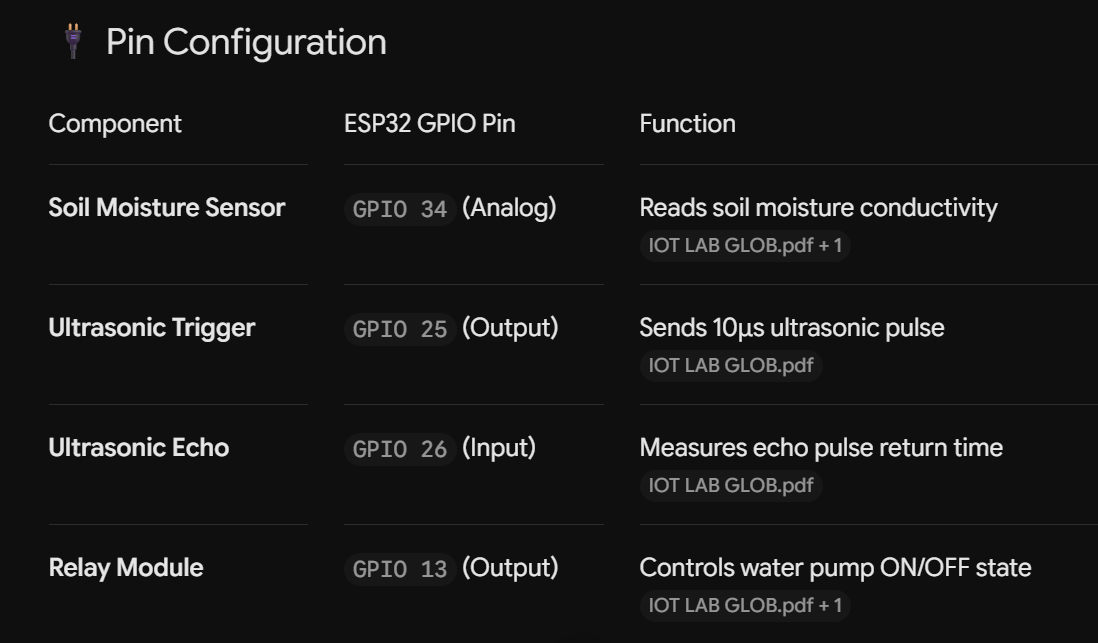 Pin Configuration
Component ESP32 GPIO Pin Function
Soil Moisture Sensor GPIO 34 (Analog) Reads soil moisture conductivity
IOT LAB GLOB.pdf + 1
Ultrasonic Trigger GPIO 25 (Output) Sends 10µs ultrasonic pulse
IOT LAB GLOB.pdf
Ultrasonic Echo GPIO 26 (Input) Measures echo pulse return time
IOT LAB GLOB.pdf
Relay Module GPIO 13 (Output) Controls water pump ON/OFF state
IOT LAB GLOB.pdf + 1